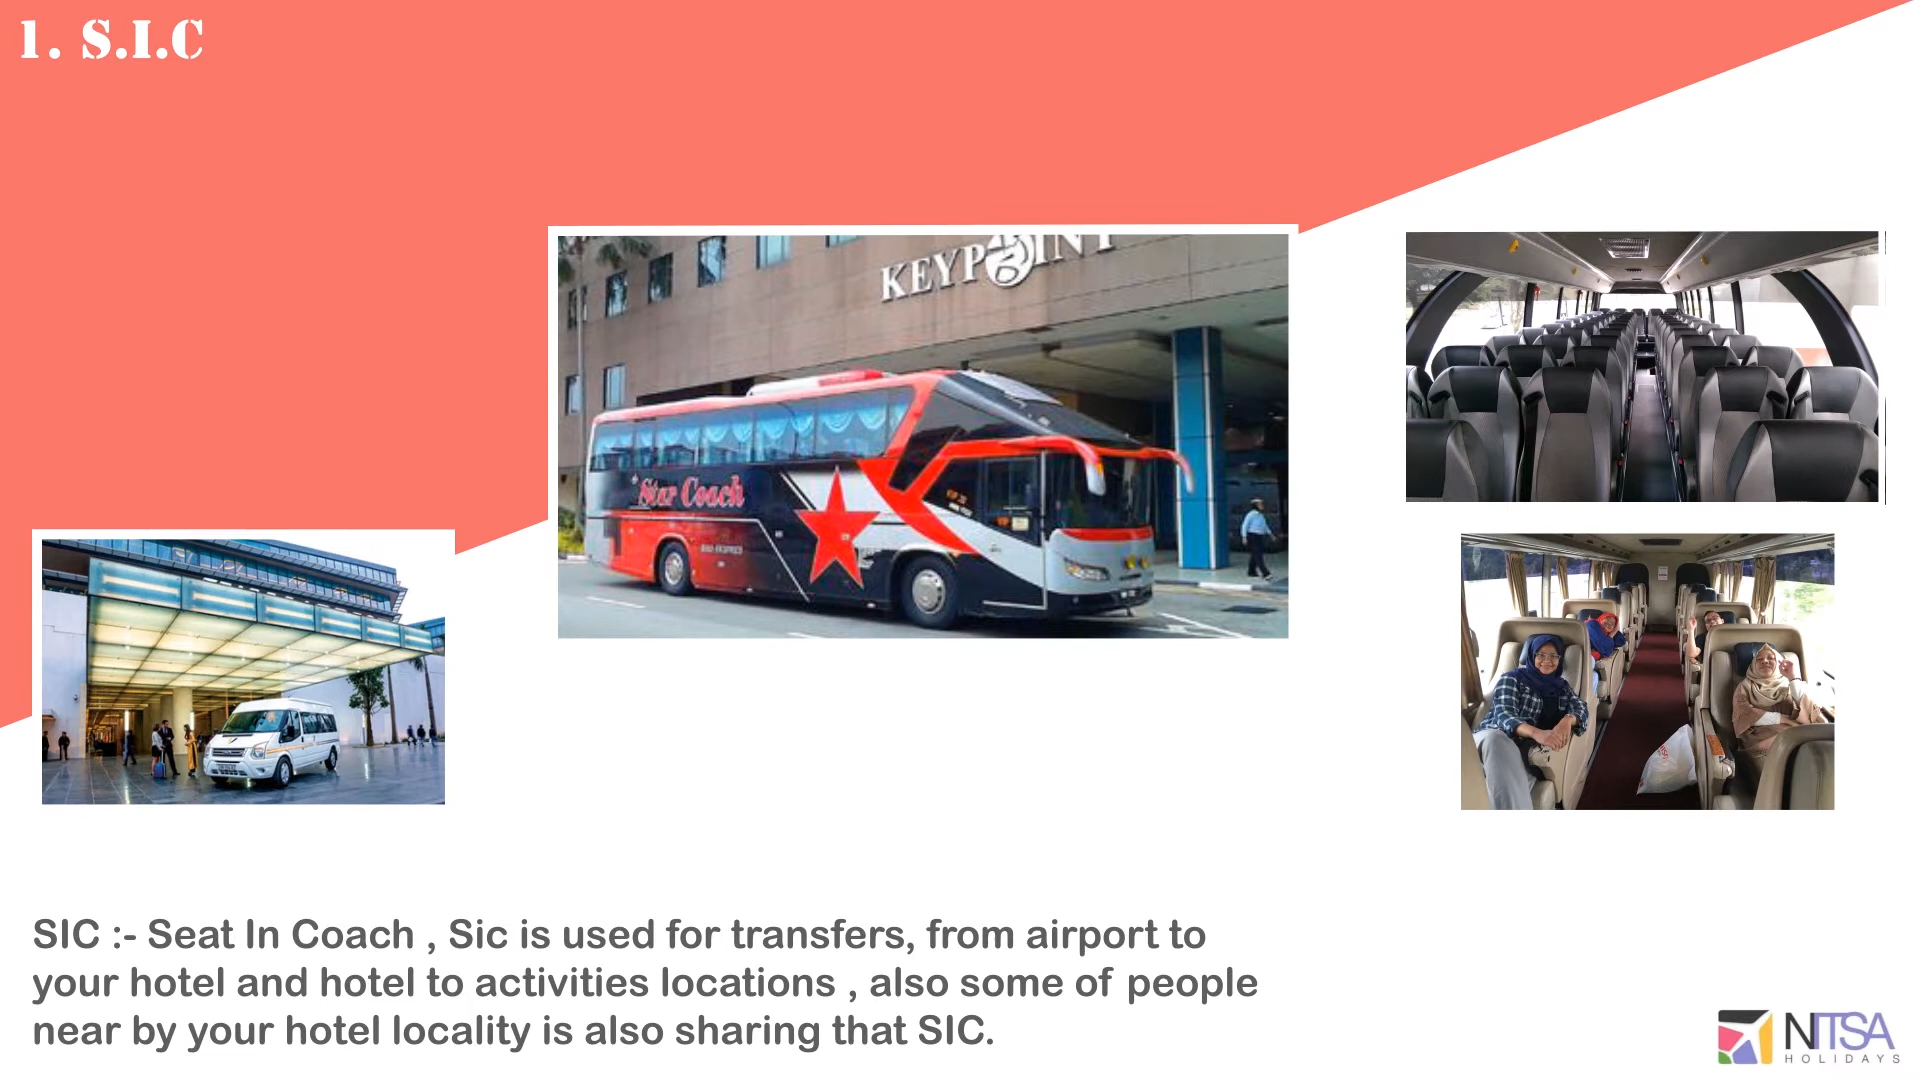 1. S.I.C
KEYPOINT
Star Coach
SIC :- Seat In Coach , Sic is used for transfers, from airport to
your hotel and hotel to activities locations , also some of people
near by your hotel locality is also sharing that SIC.
NITSA
HOLIDAYS